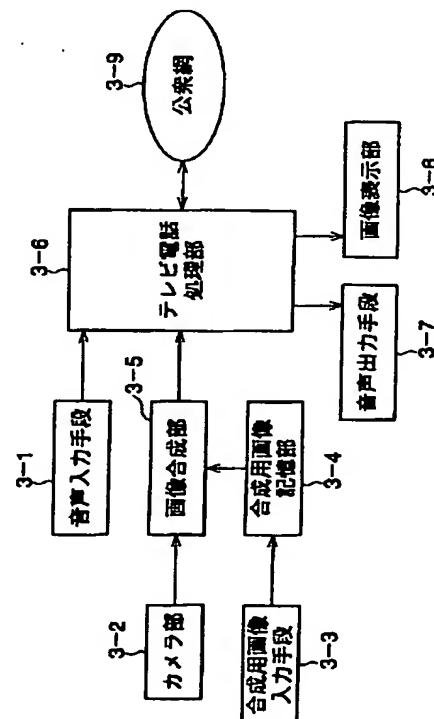 3-1
音声入力手段
3-2
カメラ部
3-3
合成用画像
入力手段
3-4
合成用画像
記憶部
3-5
画像合成部
3-6
テレビ電話
処理部
3-7
音声出力手段
3-8
画像表示部
3-9
公衆網